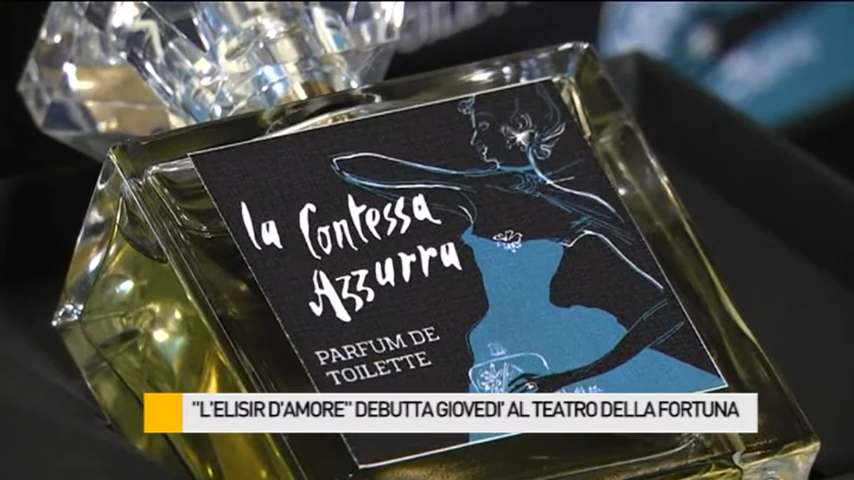 la Contessa
Azzurra
PARFUM DE
TOILETTE
"L'ELISIR D'AMORE" DEBUTTA GIOVEDI' AL TEATRO DELLA FORTUNA